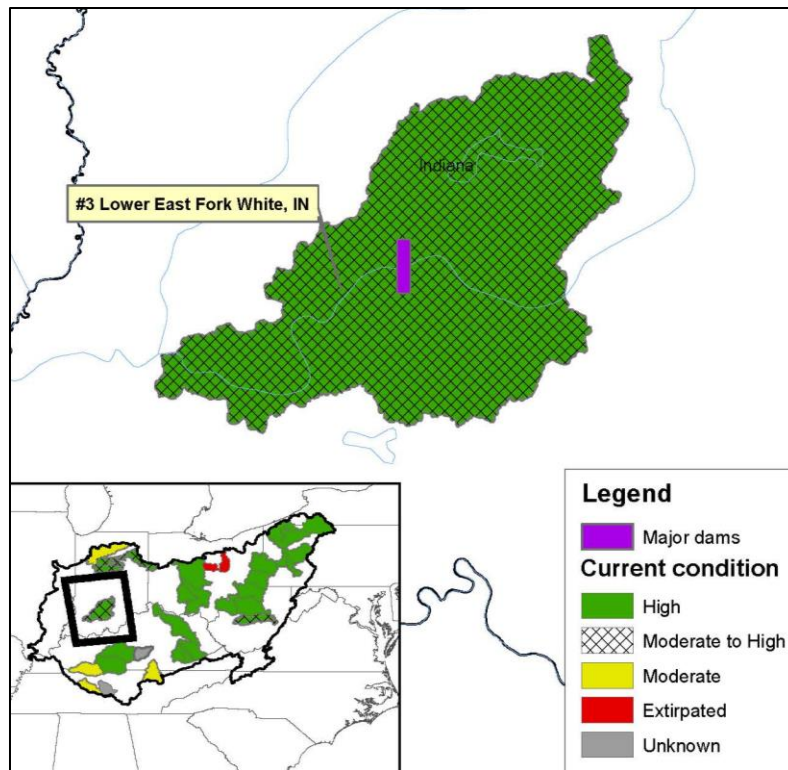 Indiana
#3 Lower East Fork White, IN
Legend
Major dams
Current condition
High
Moderate to High
Moderate
Extirpated
Unknown